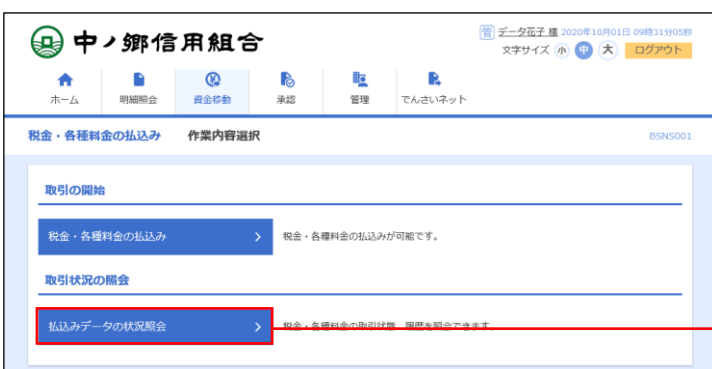 中ノ郷信用組合
管 データ花子 様 2020年10月01日 09時31分05秒
文字サイズ 小 中 大 ログアウト
ホーム 明細照会 資金移動 承認 管理 でんさいネット
税金・各種料金の払込み 作業内容選択 BSNS001
取引の開始
税金・各種料金の払込み 税金・各種料金の払込みが可能です。
取引状況の照会
払込みデータの状況照会 税金・各種料金の取引状態、履歴を照会できます。